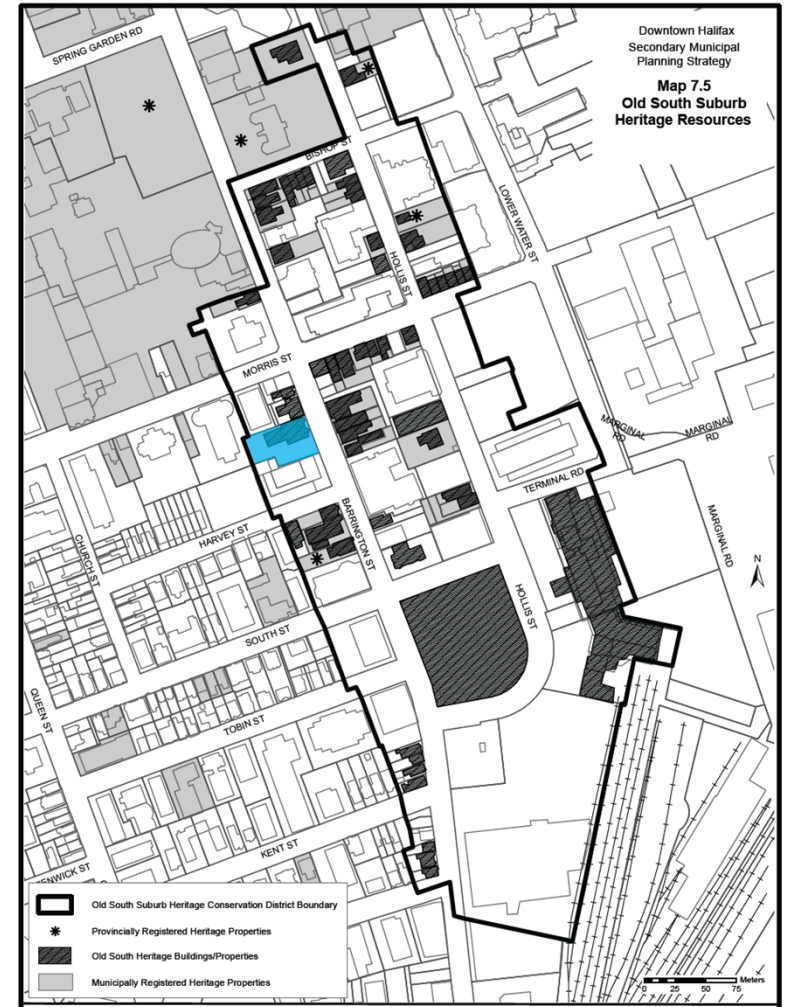 Downtown Halifax
Secondary Municipal
Planning Strategy
Map 7.5
Old South Suburb
Heritage Resources
SPRING GARDEN RD
BISHOP ST
LOWER WATER ST
HOLLIS ST
MORRIS ST
MARGINAL
RD
MARGINAL
RD
TERMINAL RD
BARRINGTON ST
MARGINAL RD
HARVEY ST
CHURCH ST
N
HOLLIS ST
SOUTH ST
QUEEN ST
TOBIN ST
KENT ST
ENWICK ST
Old South Suburb Heritage Conservation District Boundary
Provincially Registered Heritage Properties
Old South Heritage Buildings/Properties
Municipally Registered Heritage Properties
Meters
0 25 50 75